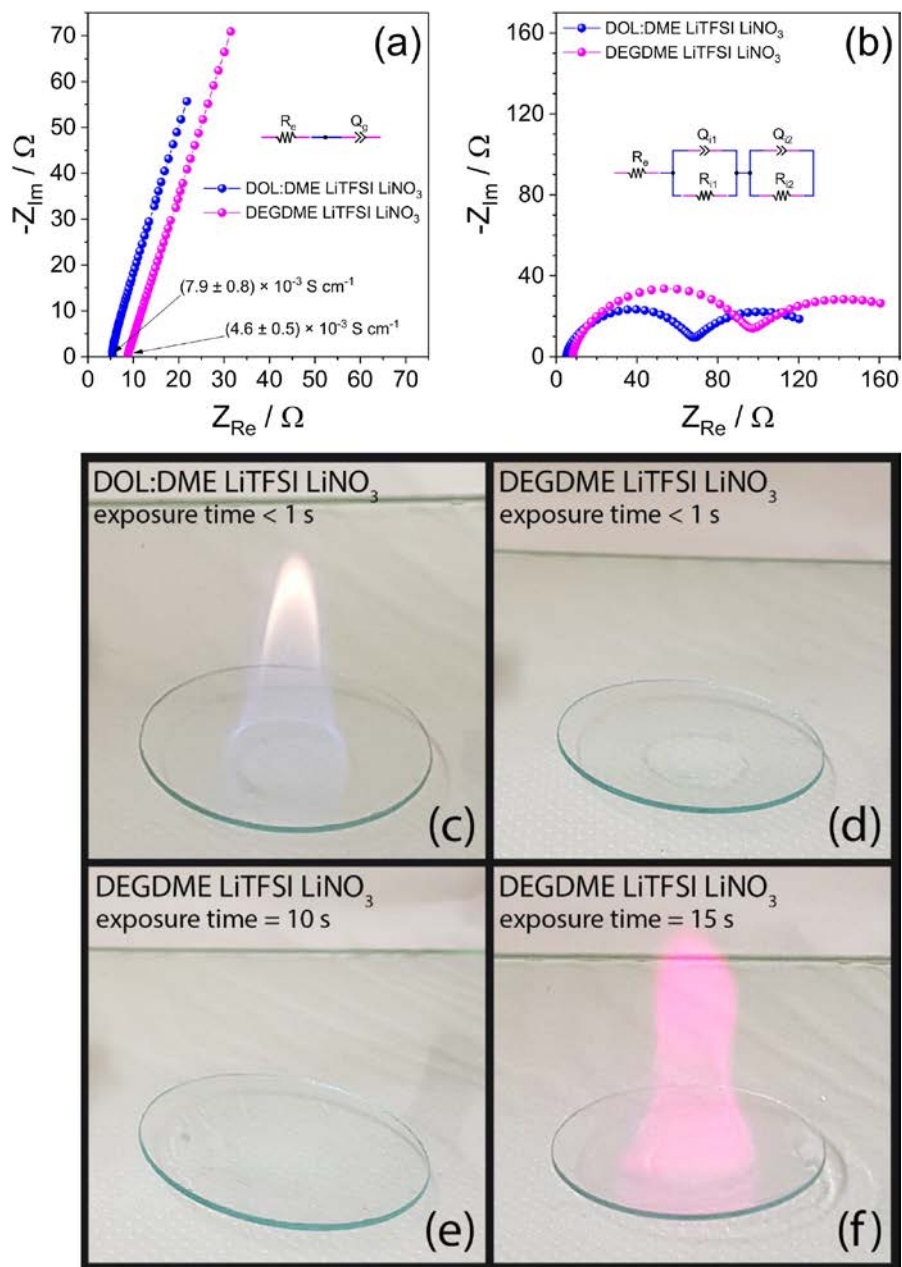 (a)
70
60
50
40
30
20
10
0
-Z_Im / Ω
R_e
Q_g
DOL:DME LiTFSI LiNO₃
DEGDME LiTFSI LiNO₃
(7.9 ± 0.8) × 10⁻³ S cm⁻¹
(4.6 ± 0.5) × 10⁻³ S cm⁻¹
0 10 20 30 40 50 60 70
Z_Re / Ω
(b)
160
120
80
40
0
-Z_Im / Ω
DOL:DME LiTFSI LiNO₃
DEGDME LiTFSI LiNO₃
R_e
Q_i1
Q_i2
R_i1
R_i2
0 40 80 120 160
Z_Re / Ω
DOL:DME LiTFSI LiNO₃
exposure time < 1 s
(c)
DEGDME LiTFSI LiNO₃
exposure time < 1 s
(d)
DEGDME LiTFSI LiNO₃
exposure time = 10 s
(e)
DEGDME LiTFSI LiNO₃
exposure time = 15 s
(f)